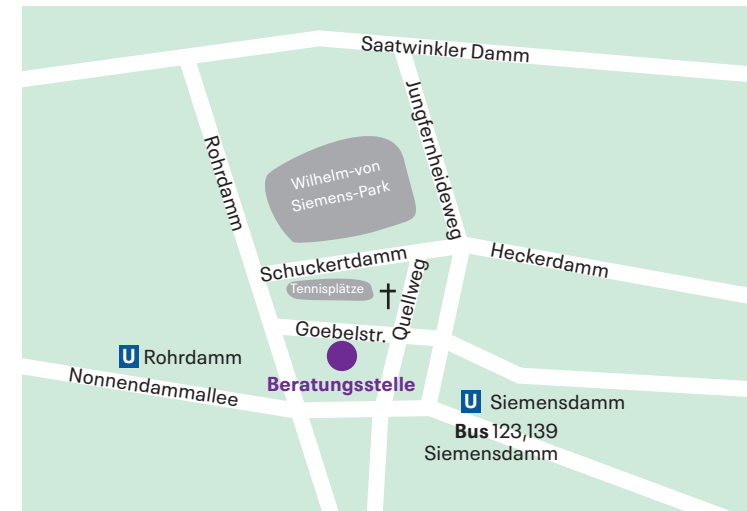 Saatwinkler Damm
Jungfernheideweg
Rohrdamm
Wilhelm-von
Siemens-Park
Schuckertdamm
Heckerdamm
Tennisplätze
Quellweg
Goebelstr.
U Rohrdamm
Beratungsstelle
Nonnendammallee
U Siemensdamm
Bus 123,139
Siemensdamm